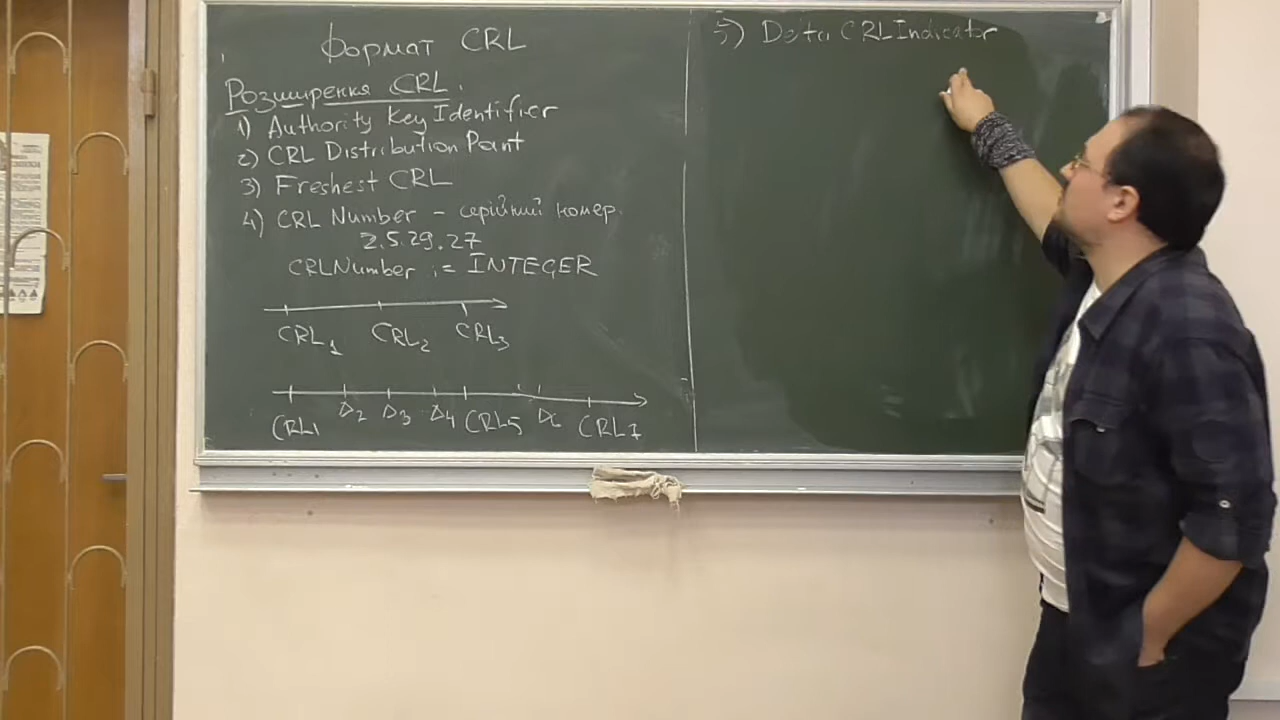 Формат CRL
Розширення CRL.
1) Authority Key Identifier
2) CRL Distribution Point
3) Freshest CRL
4) CRL Number – серійний номер.
2.5.29.27
CRLNumber := INTEGER
CRL1 CRL2 CRL3
CRL1 Δ2 Δ3 Δ4 CRL5 Δ6 CRL7
5) Delta CRL Indicator